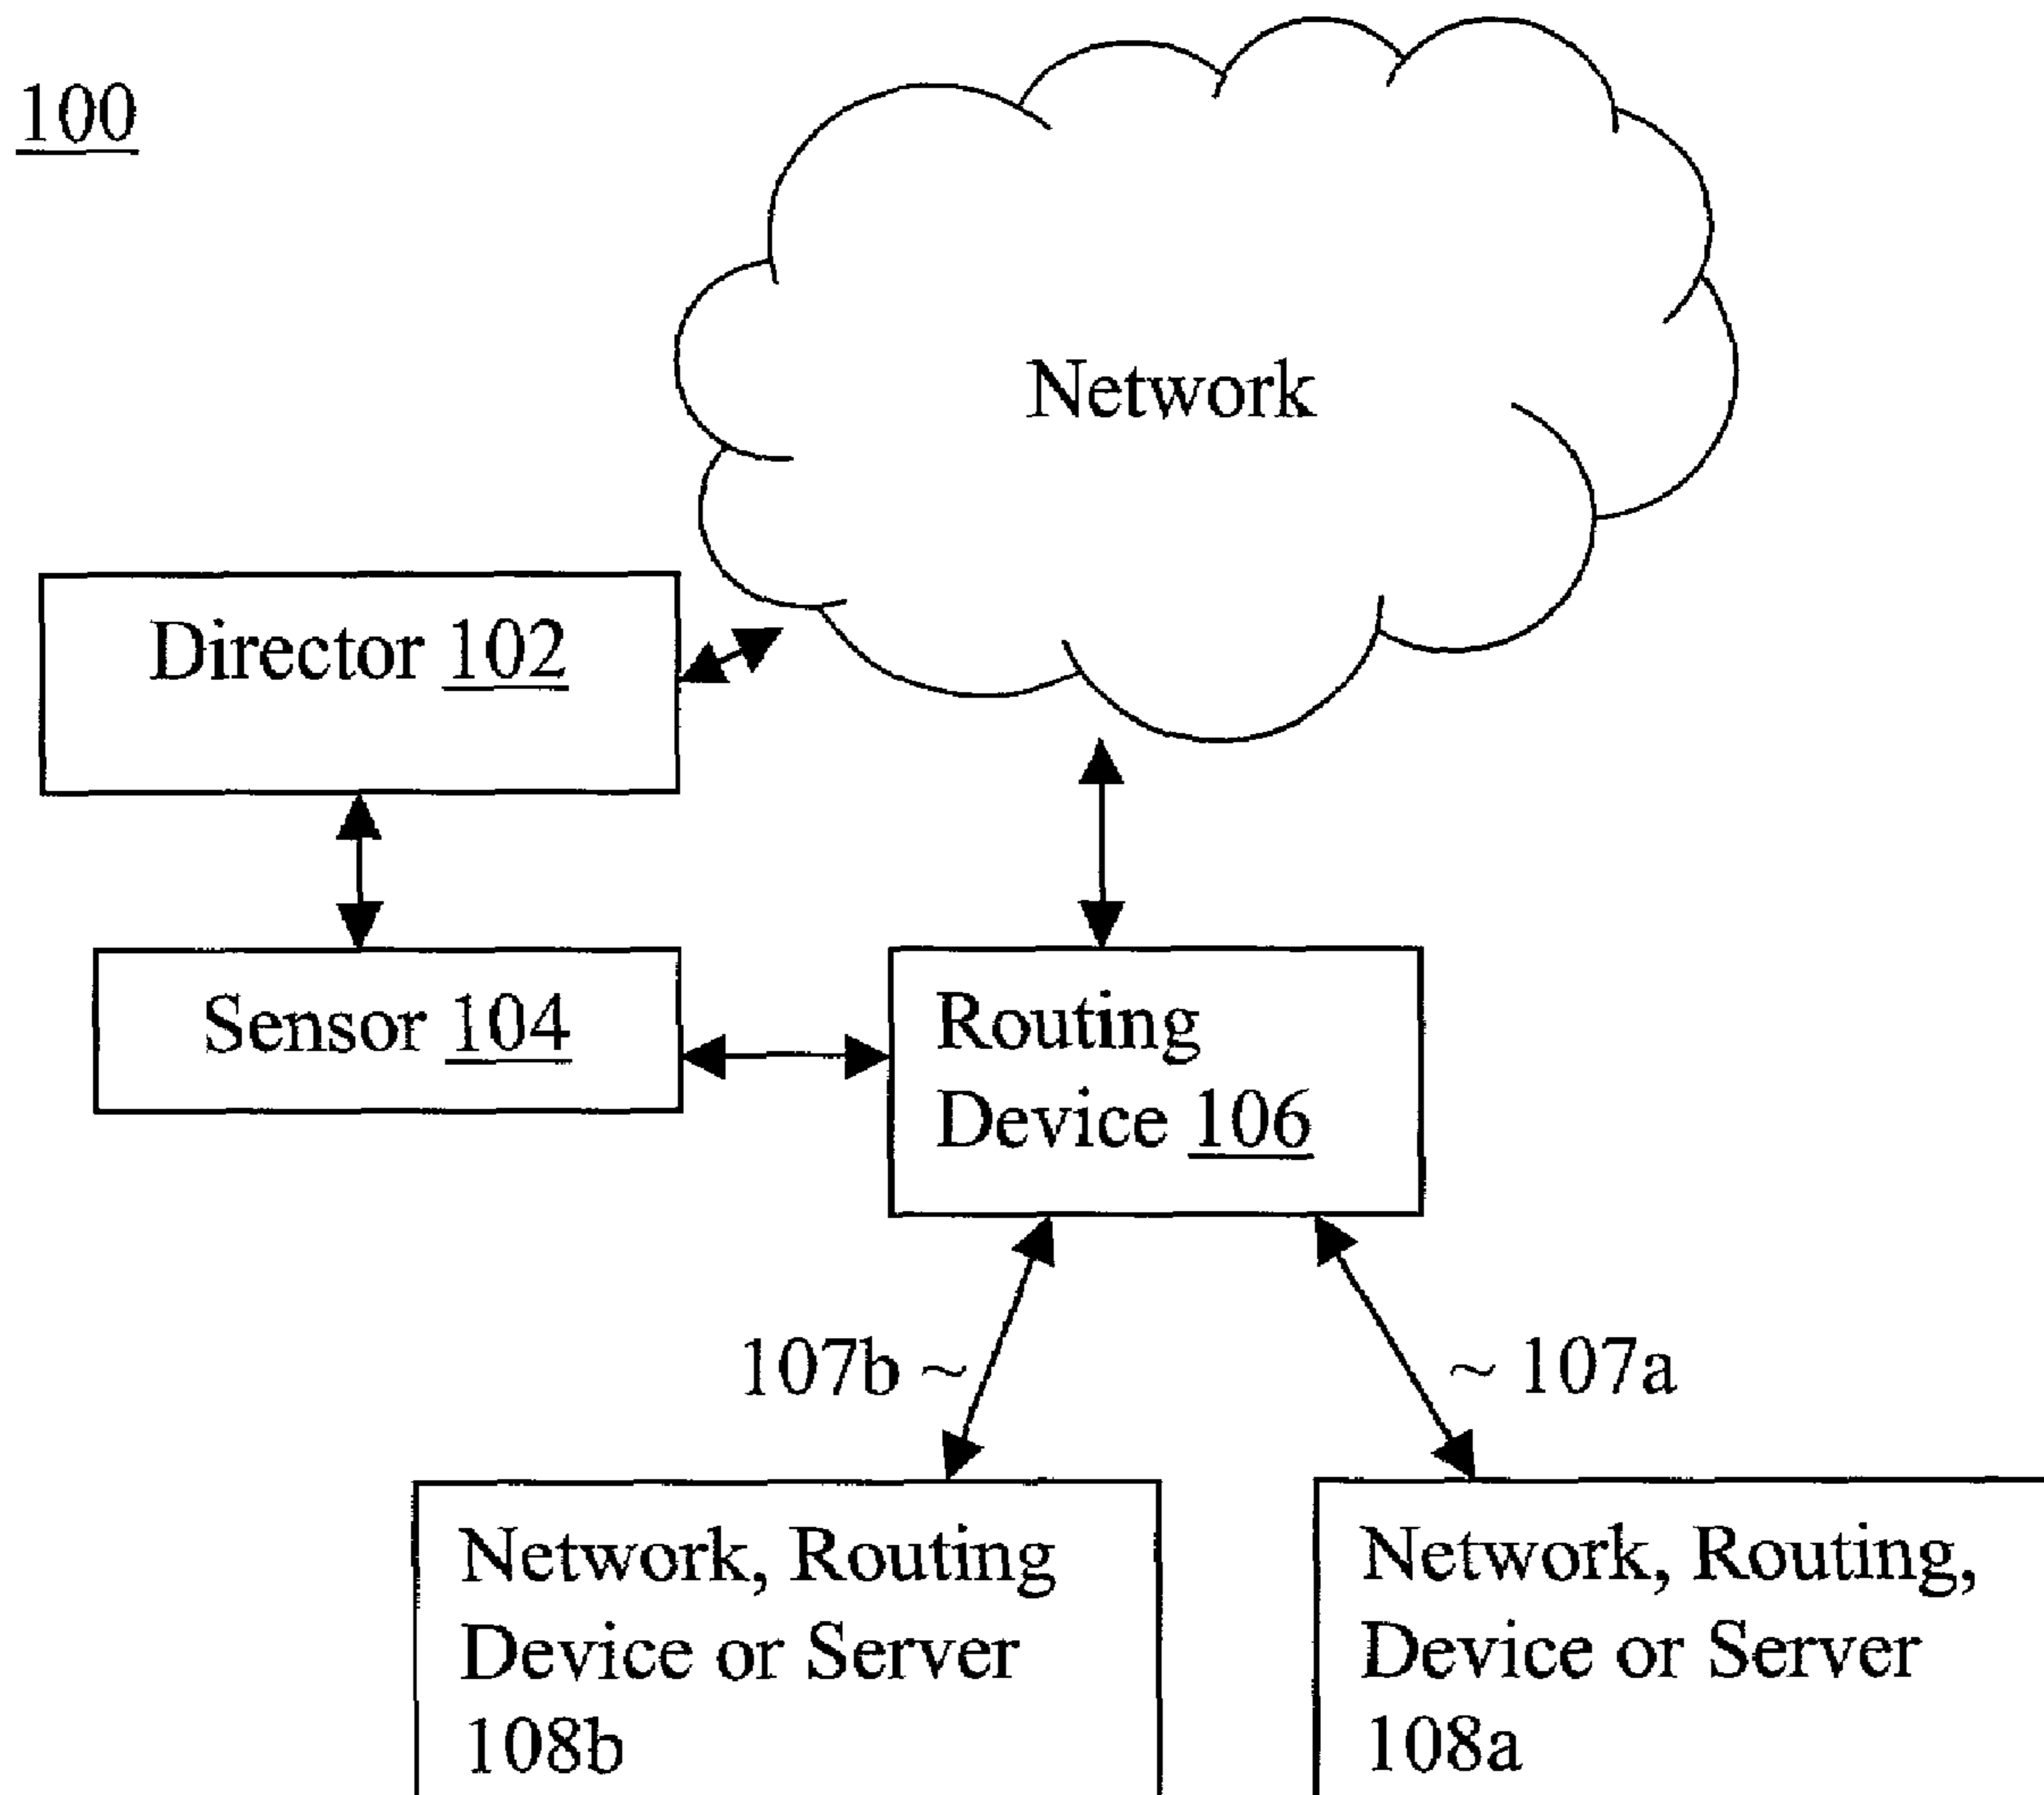 100
Network
Director 102
Sensor 104
Routing
Device 106
107b ~
~ 107a
Network, Routing
Device or Server
108b
Network, Routing,
Device or Server
108a